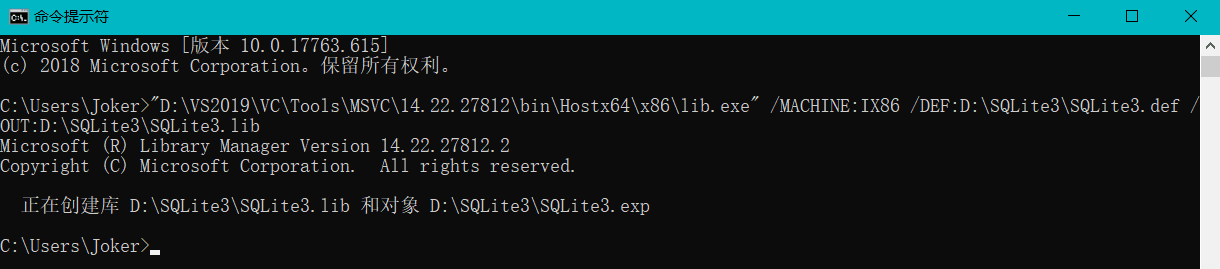 命令提示符
Microsoft Windows [版本 10.0.17763.615]
(c) 2018 Microsoft Corporation。保留所有权利。
C:\Users\Joker>"D:\VS2019\VC\Tools\MSVC\14.22.27812\bin\Hostx64\x86\lib.exe" /MACHINE:IX86 /DEF:D:\SQLite3\SQLite3.def /
OUT:D:\SQLite3\SQLite3.lib
Microsoft (R) Library Manager Version 14.22.27812.2
Copyright (C) Microsoft Corporation.  All rights reserved.
正在创建库 D:\SQLite3\SQLite3.lib 和对象 D:\SQLite3\SQLite3.exp
C:\Users\Joker>